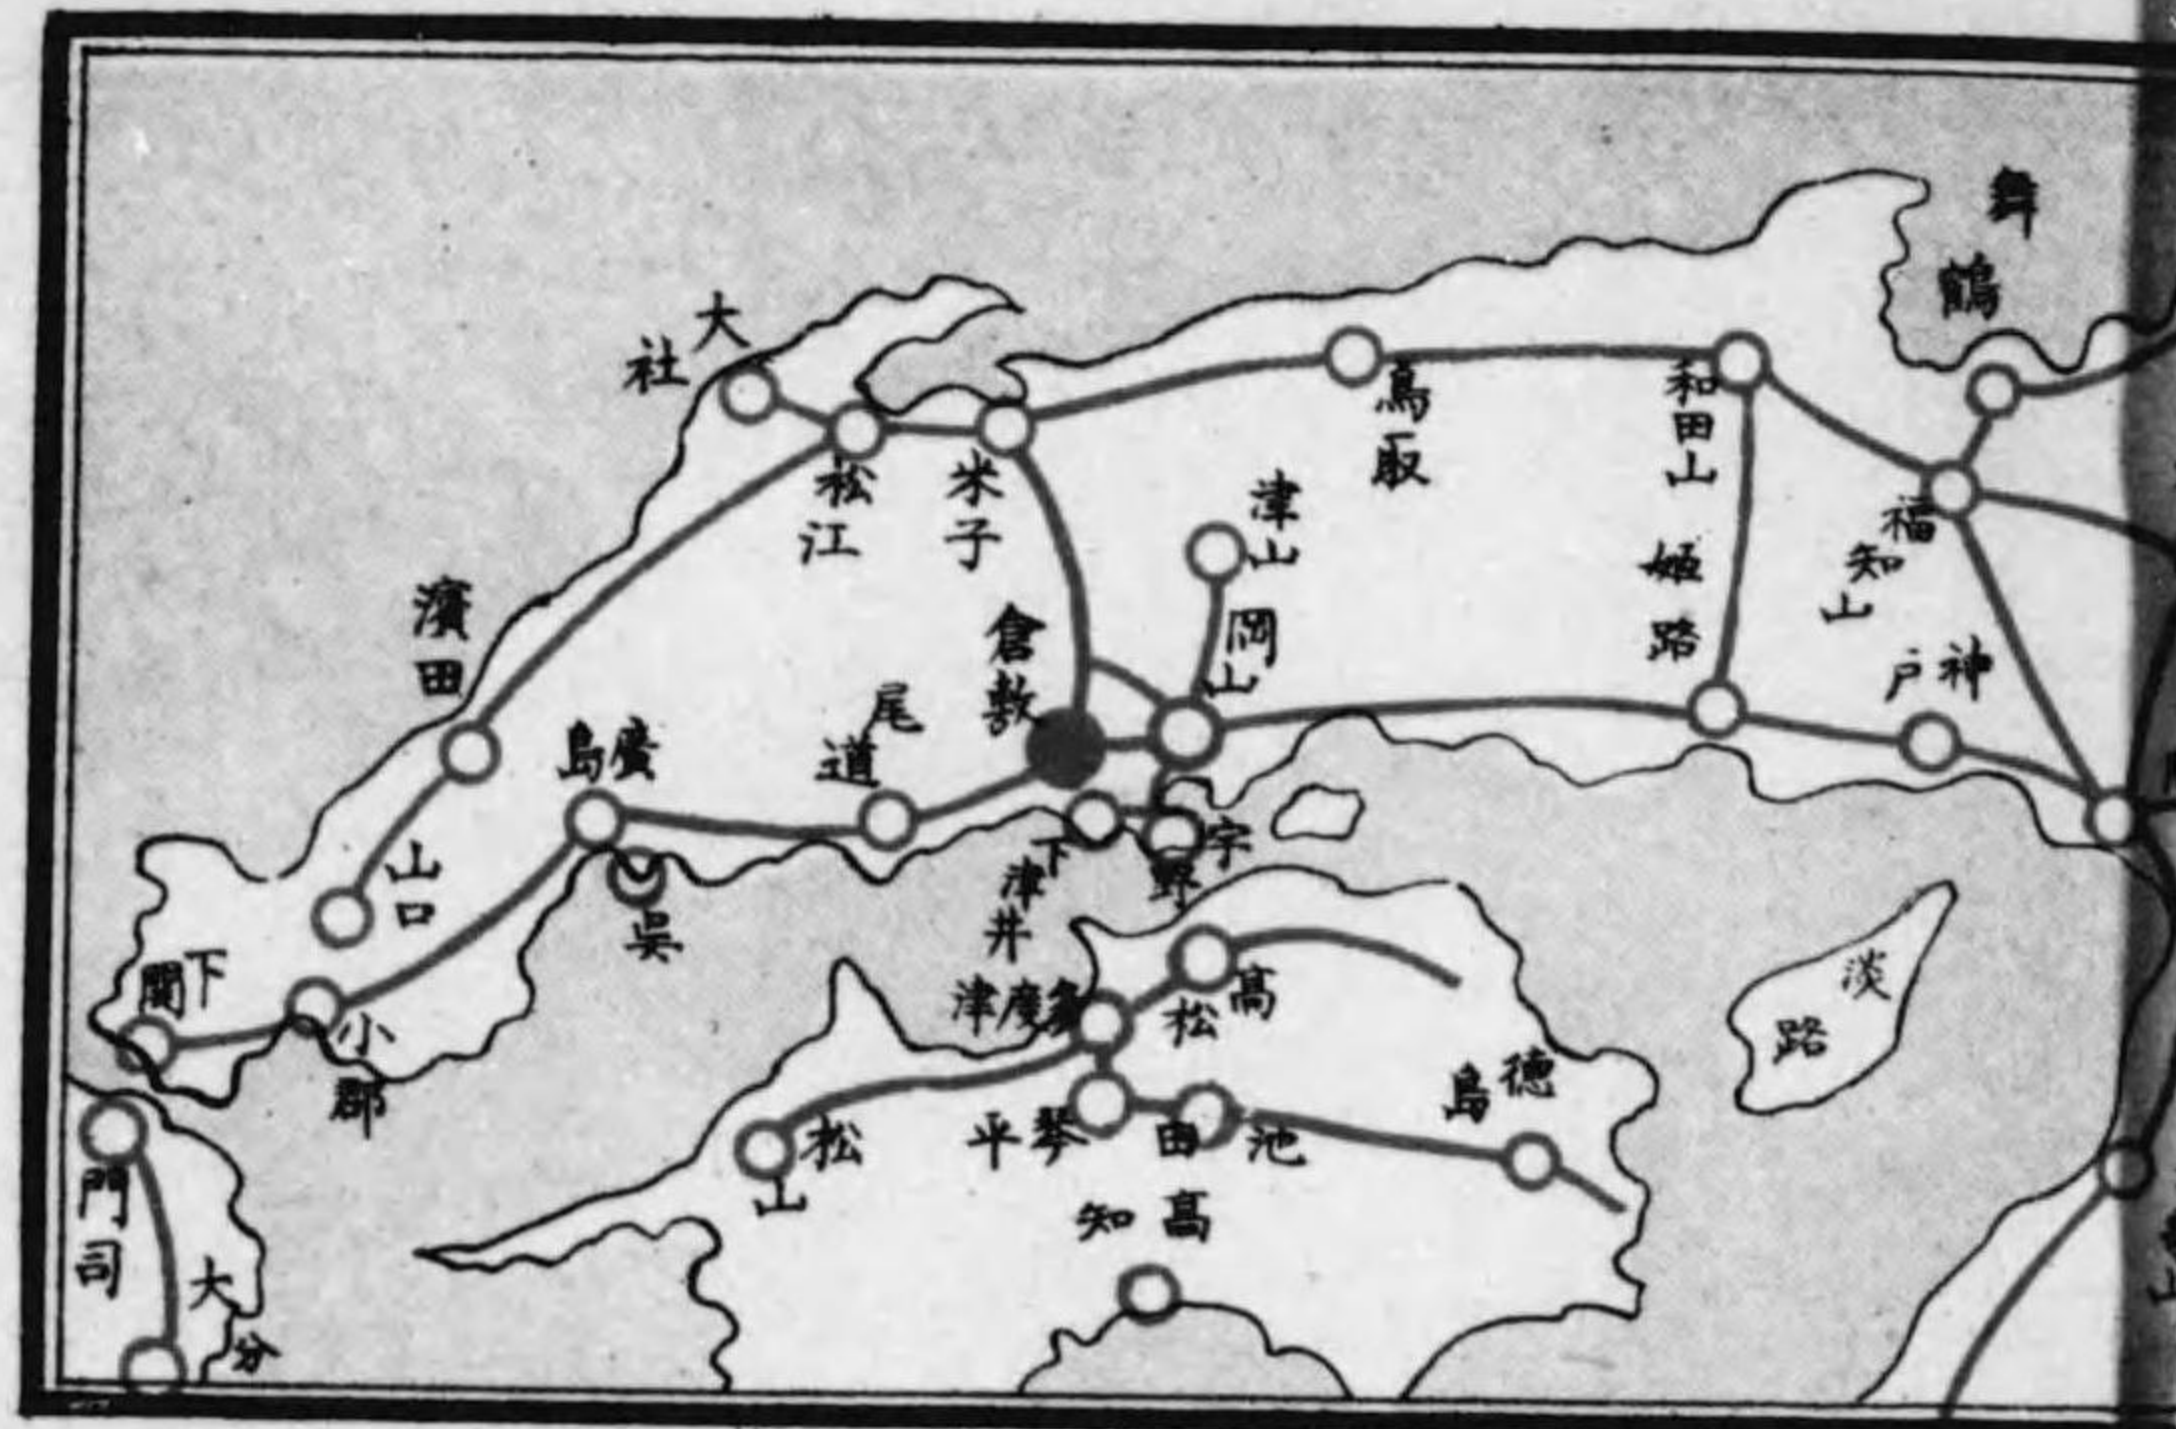 舞鶴
大社
鳥取
和田山
松江
米子
津山
福知山
姫路
濱田
倉敷
岡山
神戸
尾道
廣島
宇野
下津井
山口
呉
高松
多度津
淡路
下関
小郡
徳島
松山
琴平
池田
門司
高知
大分